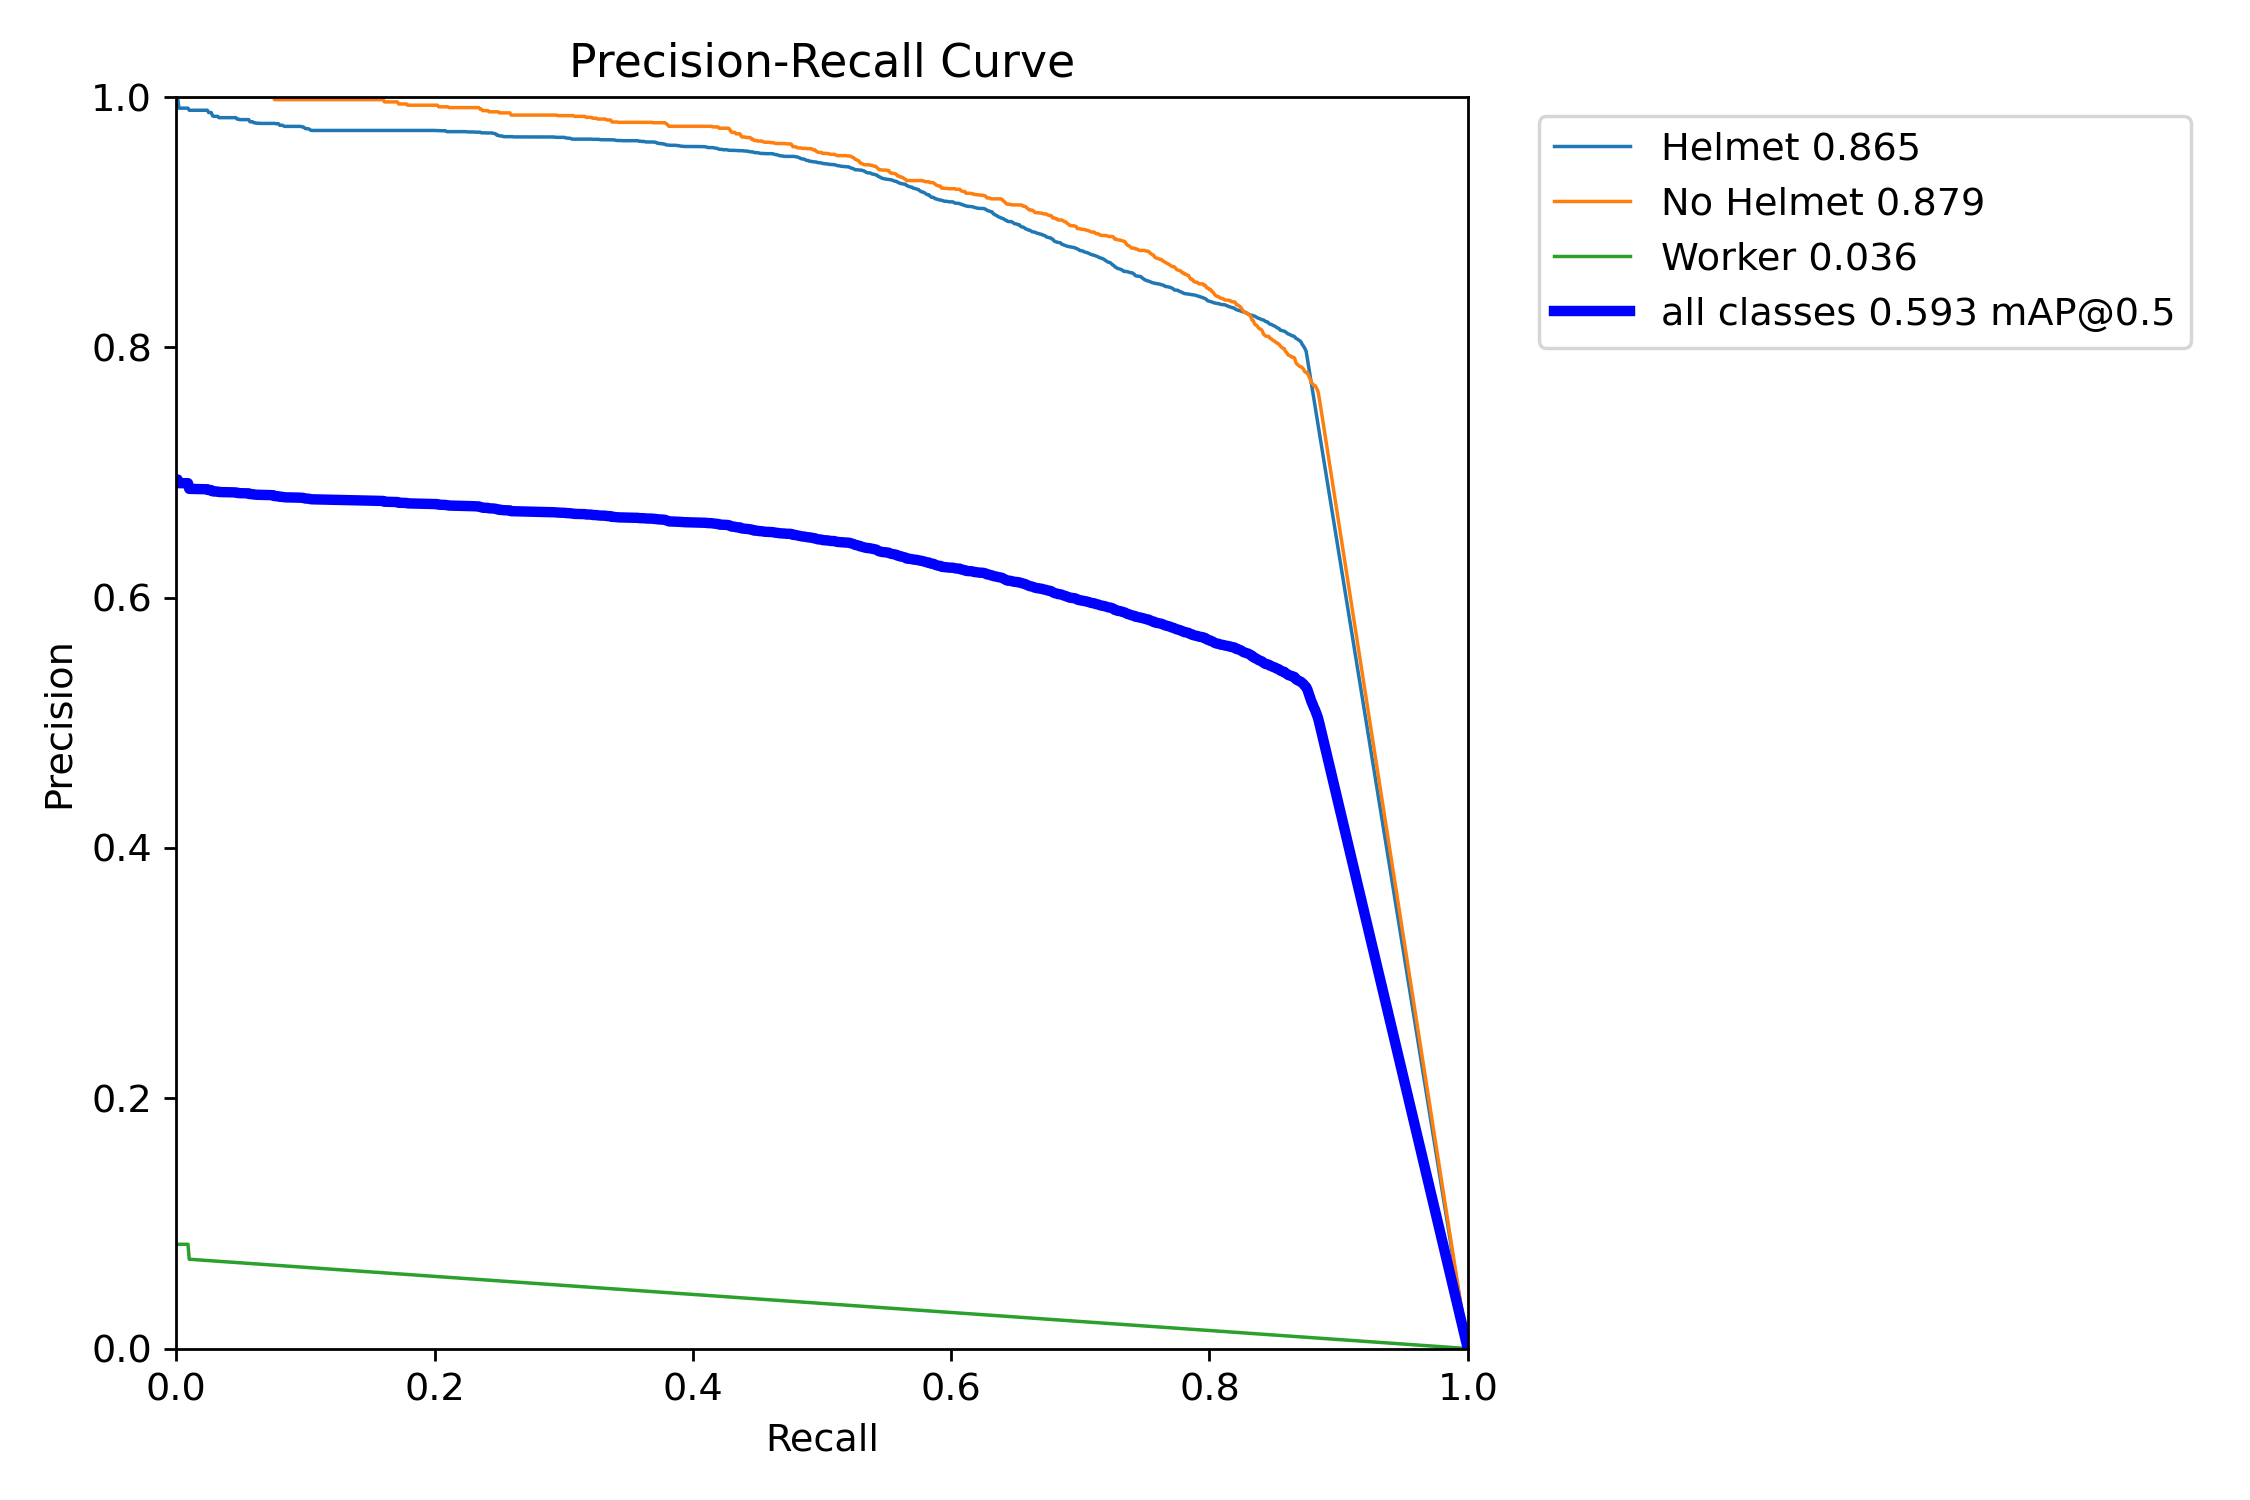 Precision-Recall Curve
Helmet 0.865
No Helmet 0.879
Worker 0.036
all classes 0.593 mAP@0.5
Precision
1.0
0.8
0.6
0.4
0.2
0.0
0.0 0.2 0.4 0.6 0.8 1.0
Recall